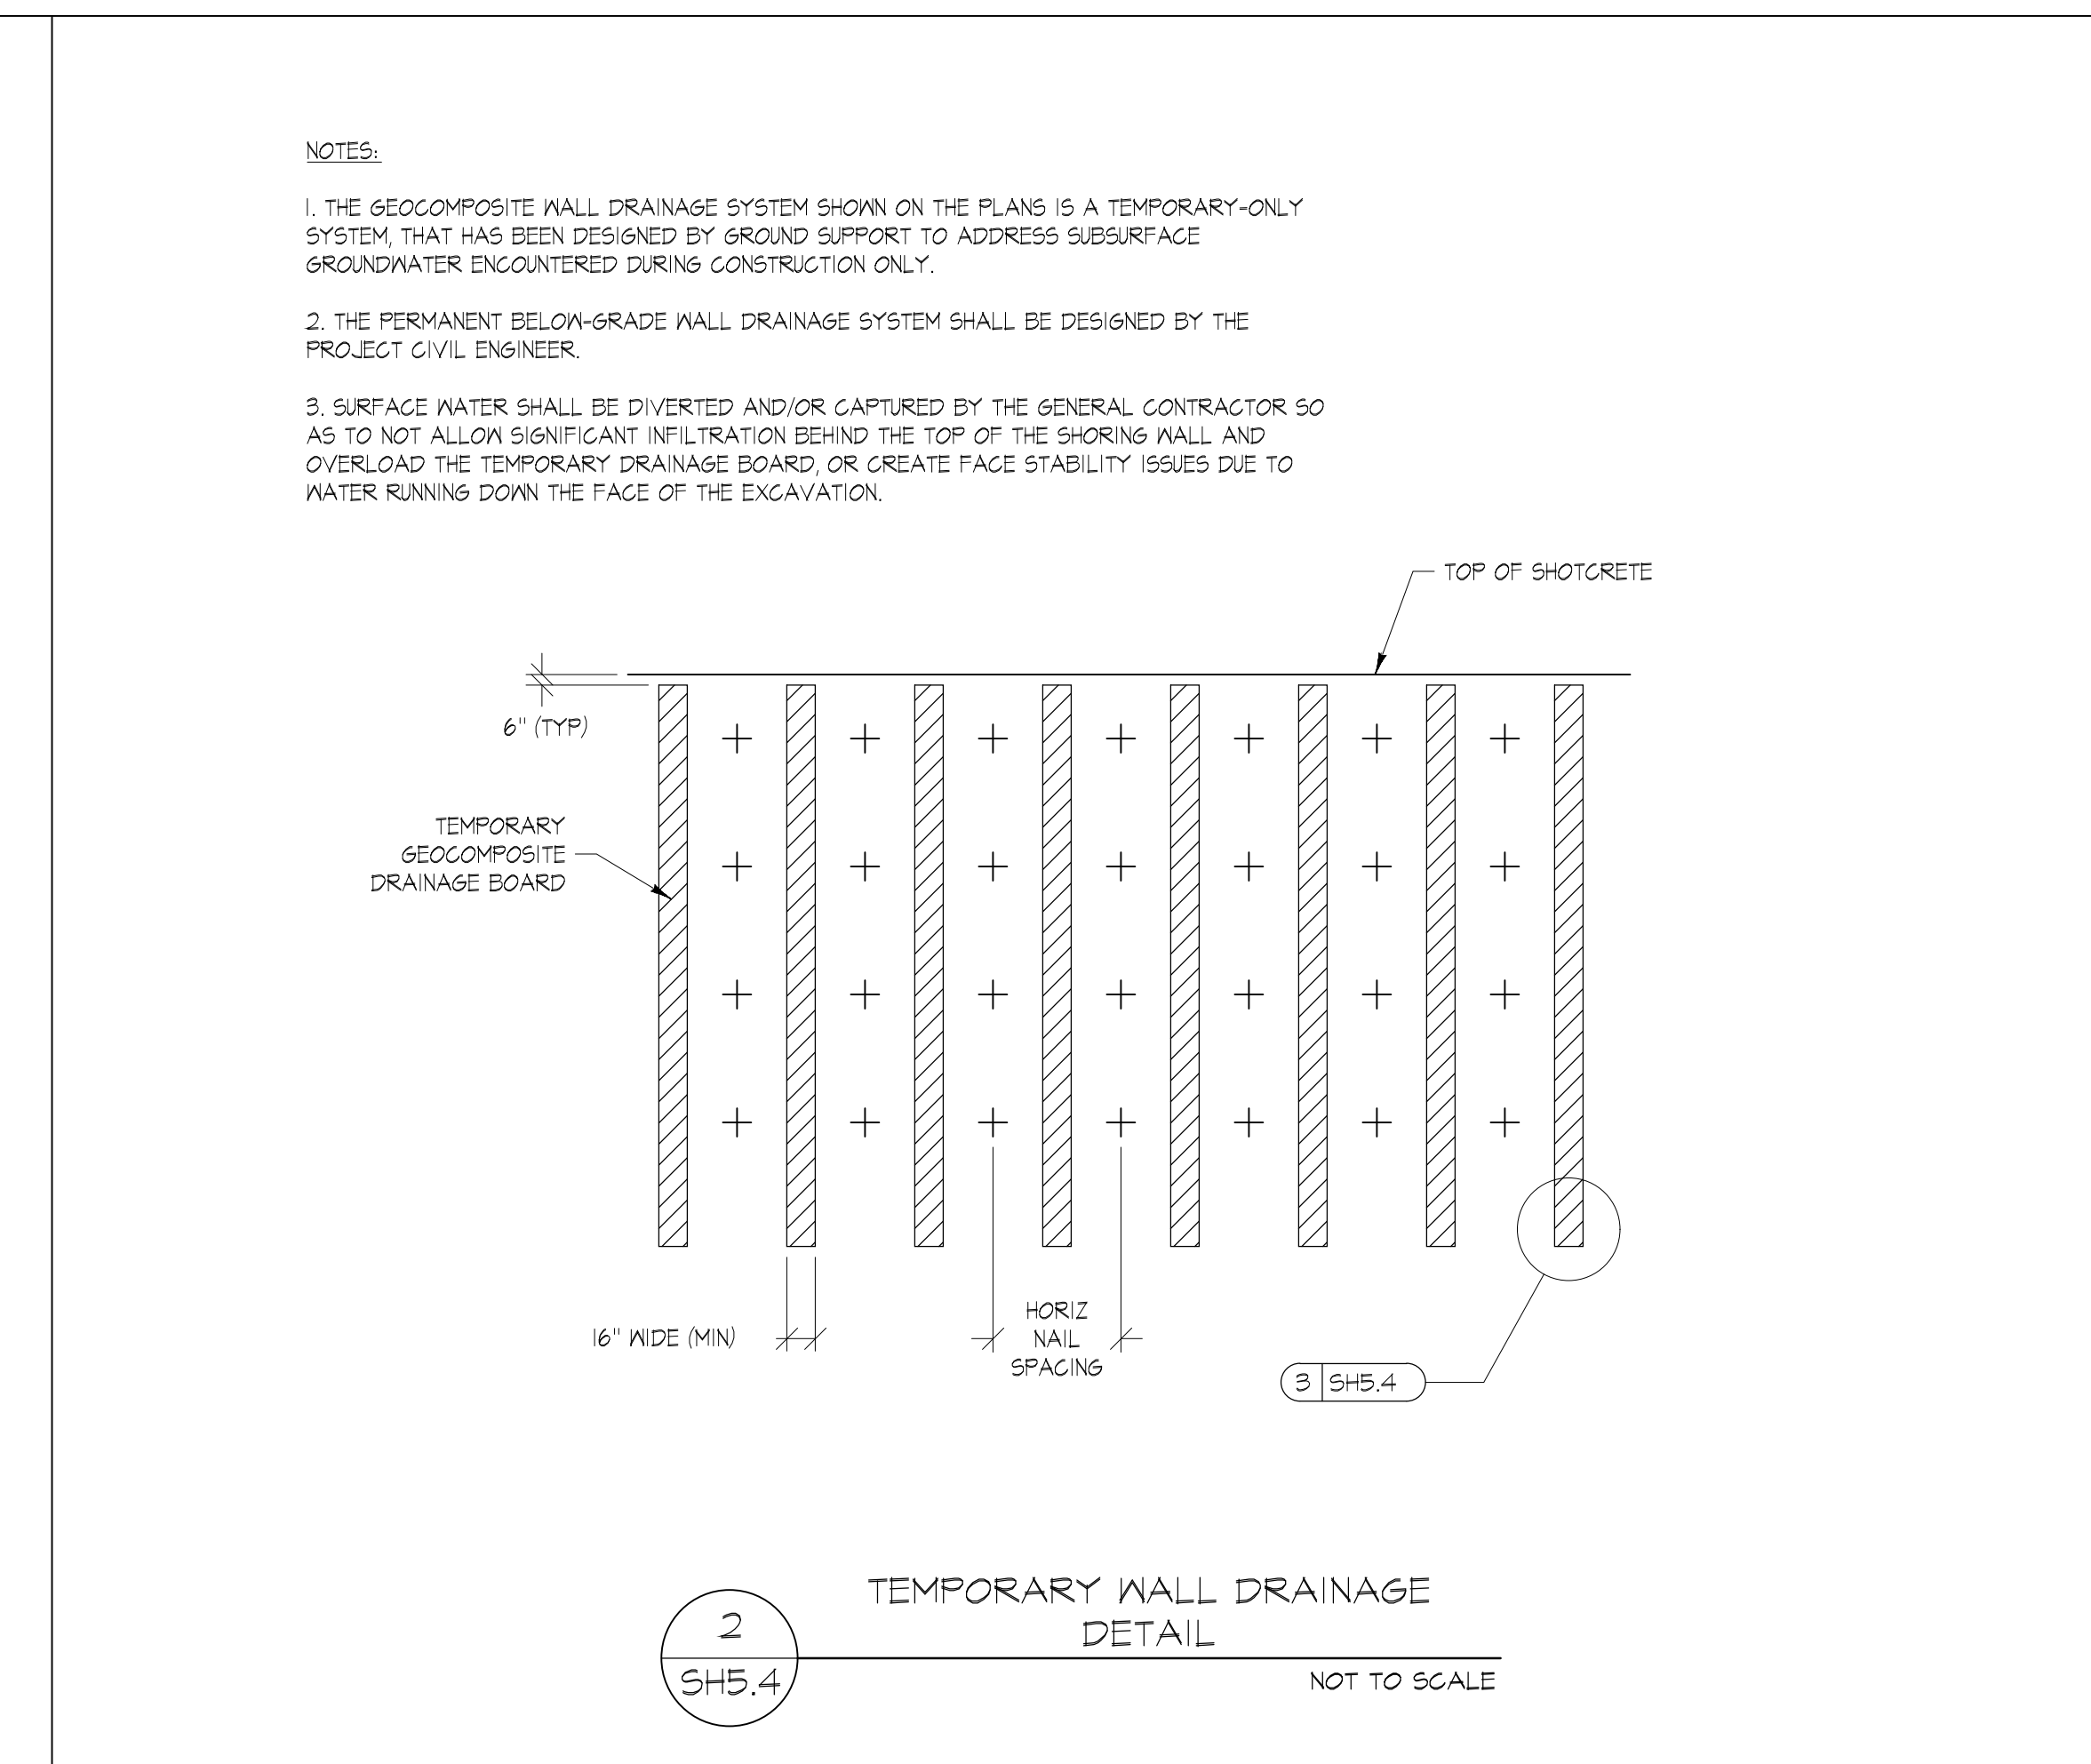 NOTES:
1. THE GEOCOMPOSITE WALL DRAINAGE SYSTEM SHOWN ON THE PLANS IS A TEMPORARY-ONLY
SYSTEM, THAT HAS BEEN DESIGNED BY GROUND SUPPORT TO ADDRESS SUBSURFACE
GROUNDWATER ENCOUNTERED DURING CONSTRUCTION ONLY.
2. THE PERMANENT BELOW-GRADE WALL DRAINAGE SYSTEM SHALL BE DESIGNED BY THE
PROJECT CIVIL ENGINEER.
3. SURFACE WATER SHALL BE DIVERTED AND/OR CAPTURED BY THE GENERAL CONTRACTOR SO
AS TO NOT ALLOW SIGNIFICANT INFILTRATION BEHIND THE TOP OF THE SHORING WALL AND
OVERLOAD THE TEMPORARY DRAINAGE BOARD, OR CREATE FACE STABILITY ISSUES DUE TO
WATER RUNNING DOWN THE FACE OF THE EXCAVATION.
TOP OF SHOTCRETE
6" (TYP)
TEMPORARY
GEOCOMPOSITE
DRAINAGE BOARD
16" WIDE (MIN)
HORIZ
NAIL
SPACING
3 SH5.4
TEMPORARY WALL DRAINAGE
DETAIL
2
SH5.4
NOT TO SCALE